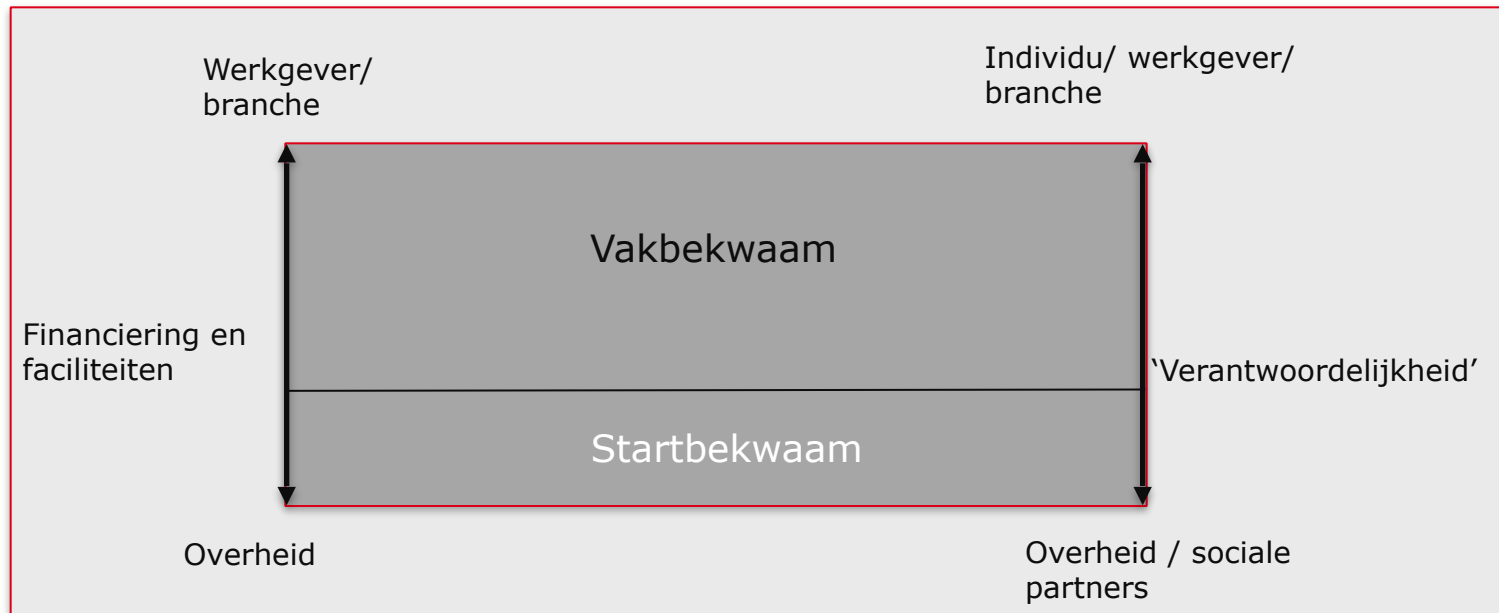 Werkgever/
branche
Individu/ werkgever/
branche
Vakbekwaam
Financiering en
faciliteiten
‘Verantwoordelijkheid’
Startbekwaam
Overheid
Overheid / sociale
partners